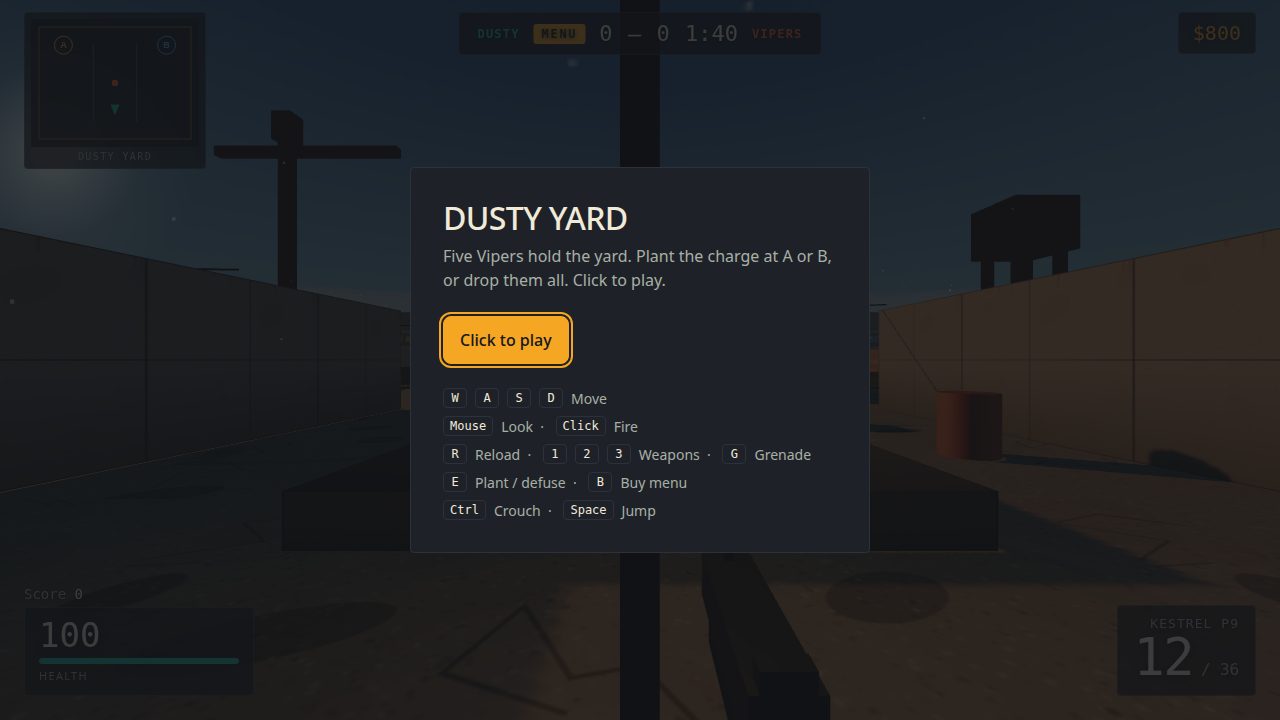 A B
DUSTY YARD
DUSTY MENU 0 — 0 1:40 VIPERS
$800
DUSTY YARD
Five Vipers hold the yard. Plant the charge at A or B,
or drop them all. Click to play.
Click to play
W A S D Move
Mouse Look · Click Fire
R Reload · 1 2 3 Weapons · G Grenade
E Plant / defuse · B Buy menu
Ctrl Crouch · Space Jump
Score 0
100
HEALTH
KESTREL P9
12 / 36